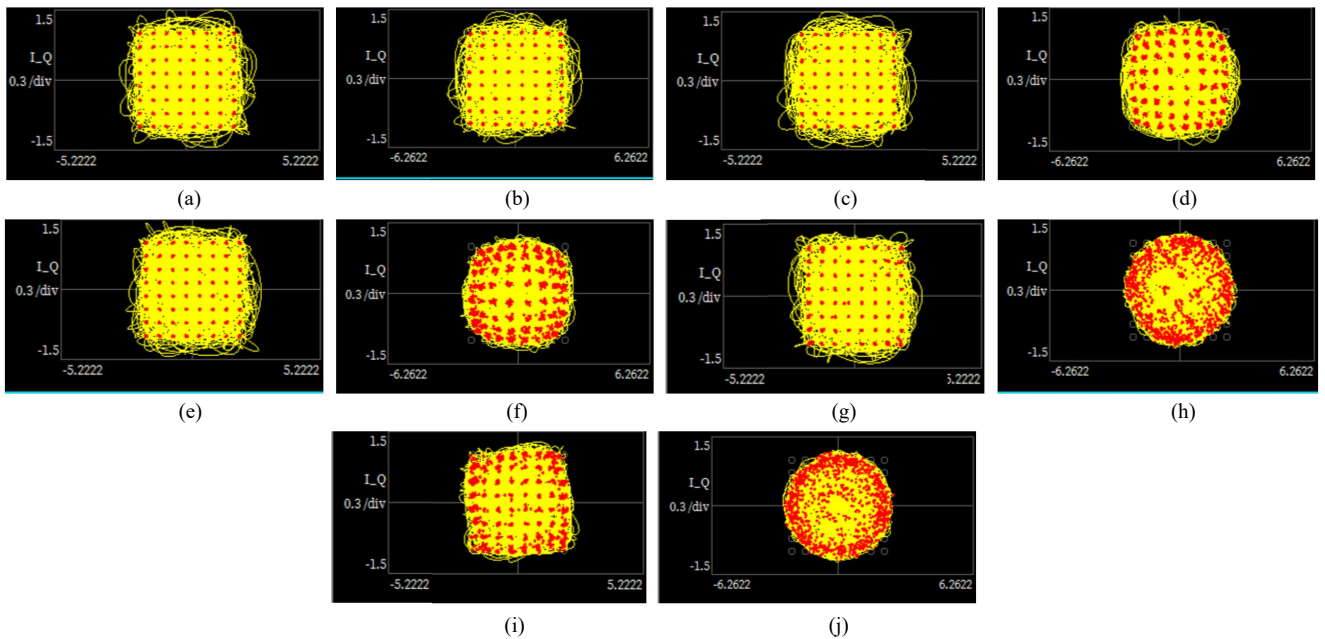 1.5
I_Q
0.3 /div
-1.5
-5.2222 5.2222
(a)
1.5
I_Q
0.3 /div
-1.5
-6.2622 6.2622
(b)
1.5
I_Q
0.3 /div
-1.5
-5.2222 5.2222
(c)
1.5
I_Q
0.3 /div
-1.5
-6.2622 6.2622
(d)
1.5
I_Q
0.3 /div
-1.5
-5.2222 5.2222
(e)
1.5
I_Q
0.3 /div
-1.5
-6.2622 6.2622
(f)
1.5
I_Q
0.3 /div
-1.5
-5.2222 5.2222
(g)
1.5
I_Q
0.3 /div
-1.5
-6.2622 6.2622
(h)
1.5
I_Q
0.3 /div
-1.5
-5.2222 5.2222
(i)
1.5
I_Q
0.3 /div
-1.5
-6.2622 6.2622
(j)